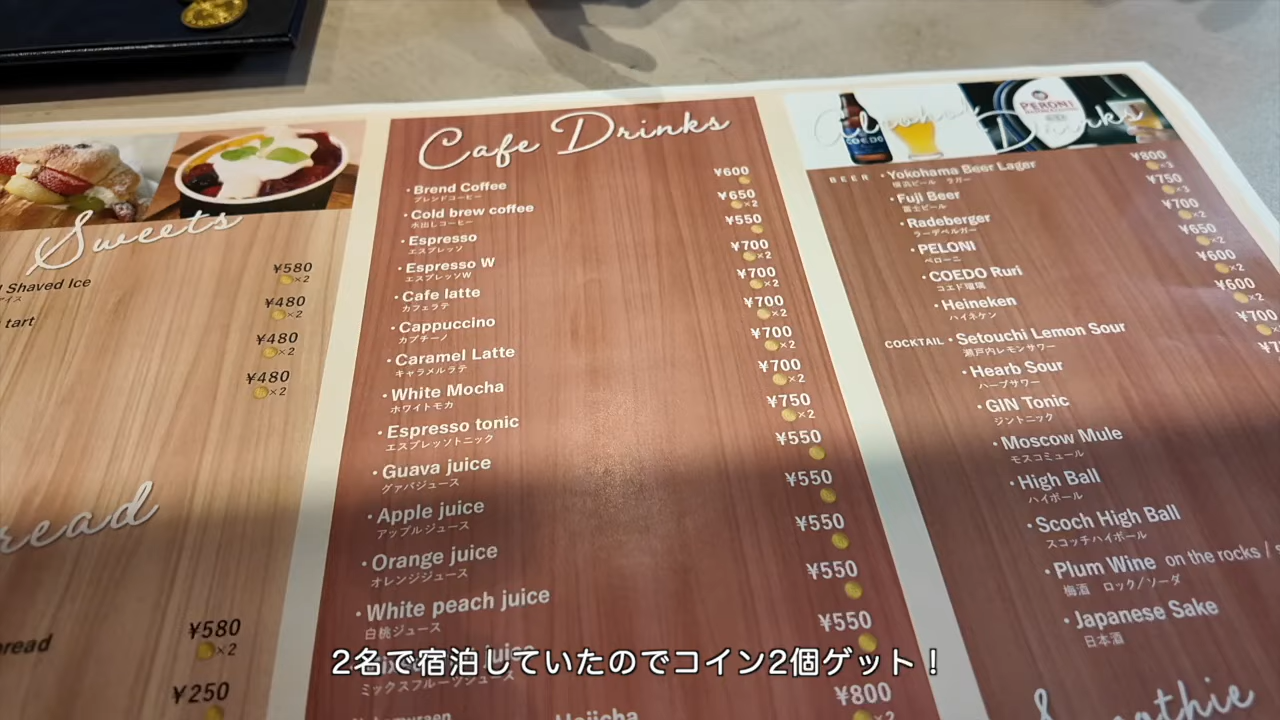 Sweets
Shaved Ice
アイス
¥580
×2
tart
¥480
×2
¥480
×2
¥480
×2
read
bread
¥580
×2
¥250
Cafe Drinks
・Brend Coffee ¥600
ブレンドコーヒー
・Cold brew coffee ¥650
水出しコーヒー ×2
・Espresso ¥550
エスプレッソ
・Espresso W ¥700
エスプレッソW ×2
・Cafe latte ¥700
カフェラテ ×2
・Cappuccino ¥700
カプチーノ ×2
・Caramel Latte ¥700
キャラメルラテ ×2
・White Mocha ¥700
ホワイトモカ ×2
・Espresso tonic ¥750
エスプレッソトニック ×2
・Guava juice ¥550
グァバジュース
・Apple juice ¥550
アップルジュース
・Orange juice ¥550
オレンジジュース
・White peach juice ¥550
白桃ジュース
juice ¥550
ミックスフルーツジュース
Hojicha ¥800
×2
Alcohol Drinks
PERONI
COEDO
BEER ・Yokohama Beer Lager ¥800
横浜ビール ラガー ×3
・Fuji Beer ¥750
富士ビール ×3
・Radeberger ¥700
ラーデベルガー ×2
・PELONI ¥650
ペローニ ×2
・COEDO Ruri ¥600
コエド瑠璃 ×2
・Heineken ¥600
ハイネケン ×2
COCKTAIL ・Setouchi Lemon Sour ¥700
瀬戸内レモンサワー
・Hearb Sour
ハーブサワー
・GIN Tonic
ジントニック
・Moscow Mule
モスコミュール
・High Ball
ハイボール
・Scoch High Ball
スコッチハイボール
・Plum Wine on the rocks /
梅酒 ロック/ソーダ
・Japanese Sake
日本酒
Smoothie
2名で宿泊していたのでコイン2個ゲット！